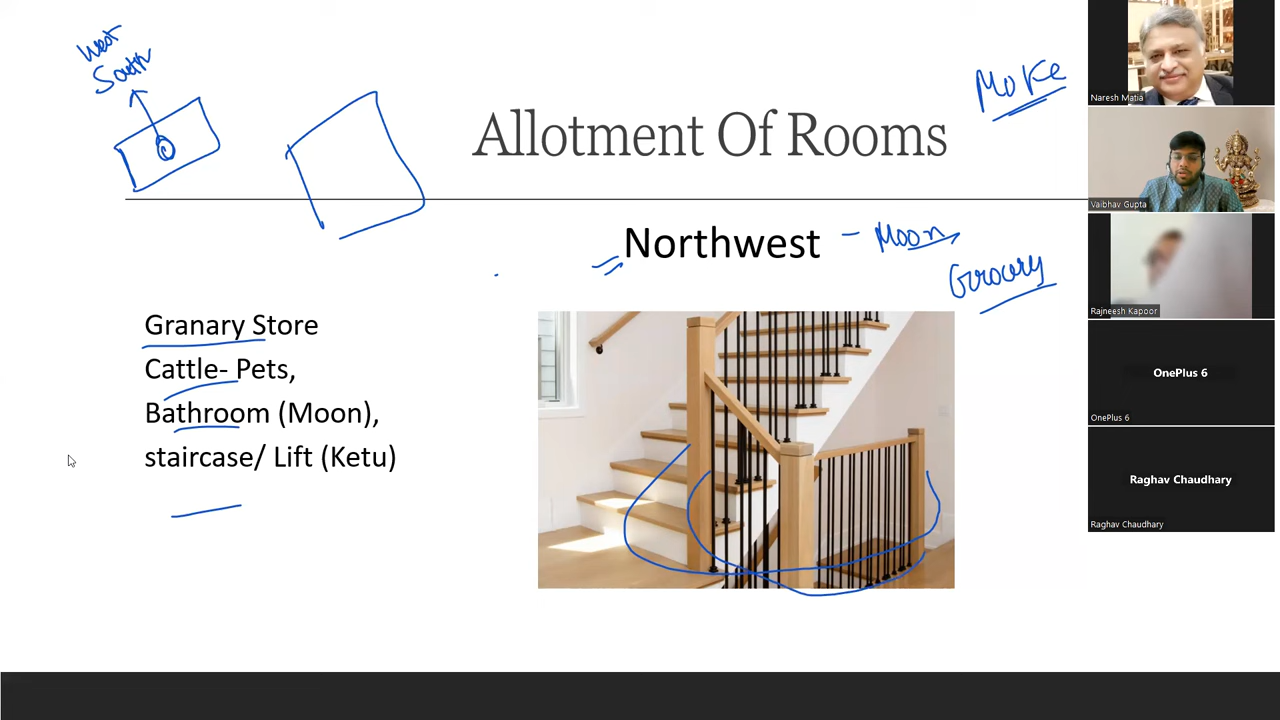 West
South
Moke
Allotment Of Rooms
Northwest - Moon
Grocery
Granary Store
Cattle- Pets,
Bathroom (Moon),
staircase/ Lift (Ketu)
Naresh Matia
Vaibhav Gupta
Rajneesh Kapoor
OnePlus 6
OnePlus 6
Raghav Chaudhary
Raghav Chaudhary